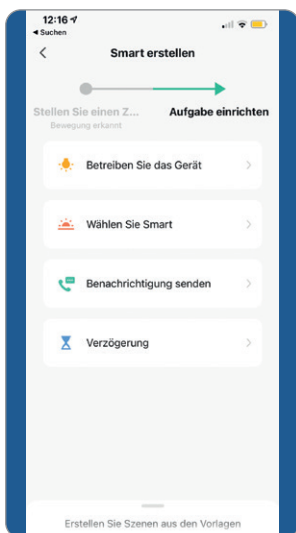 12:16
Suchen
Smart erstellen
Stellen Sie einen Z... Aufgabe einrichten
Bewegung erkannt
Betreiben Sie das Gerät
Wählen Sie Smart
Benachrichtigung senden
Verzögerung
Erstellen Sie Szenen aus den Vorlagen